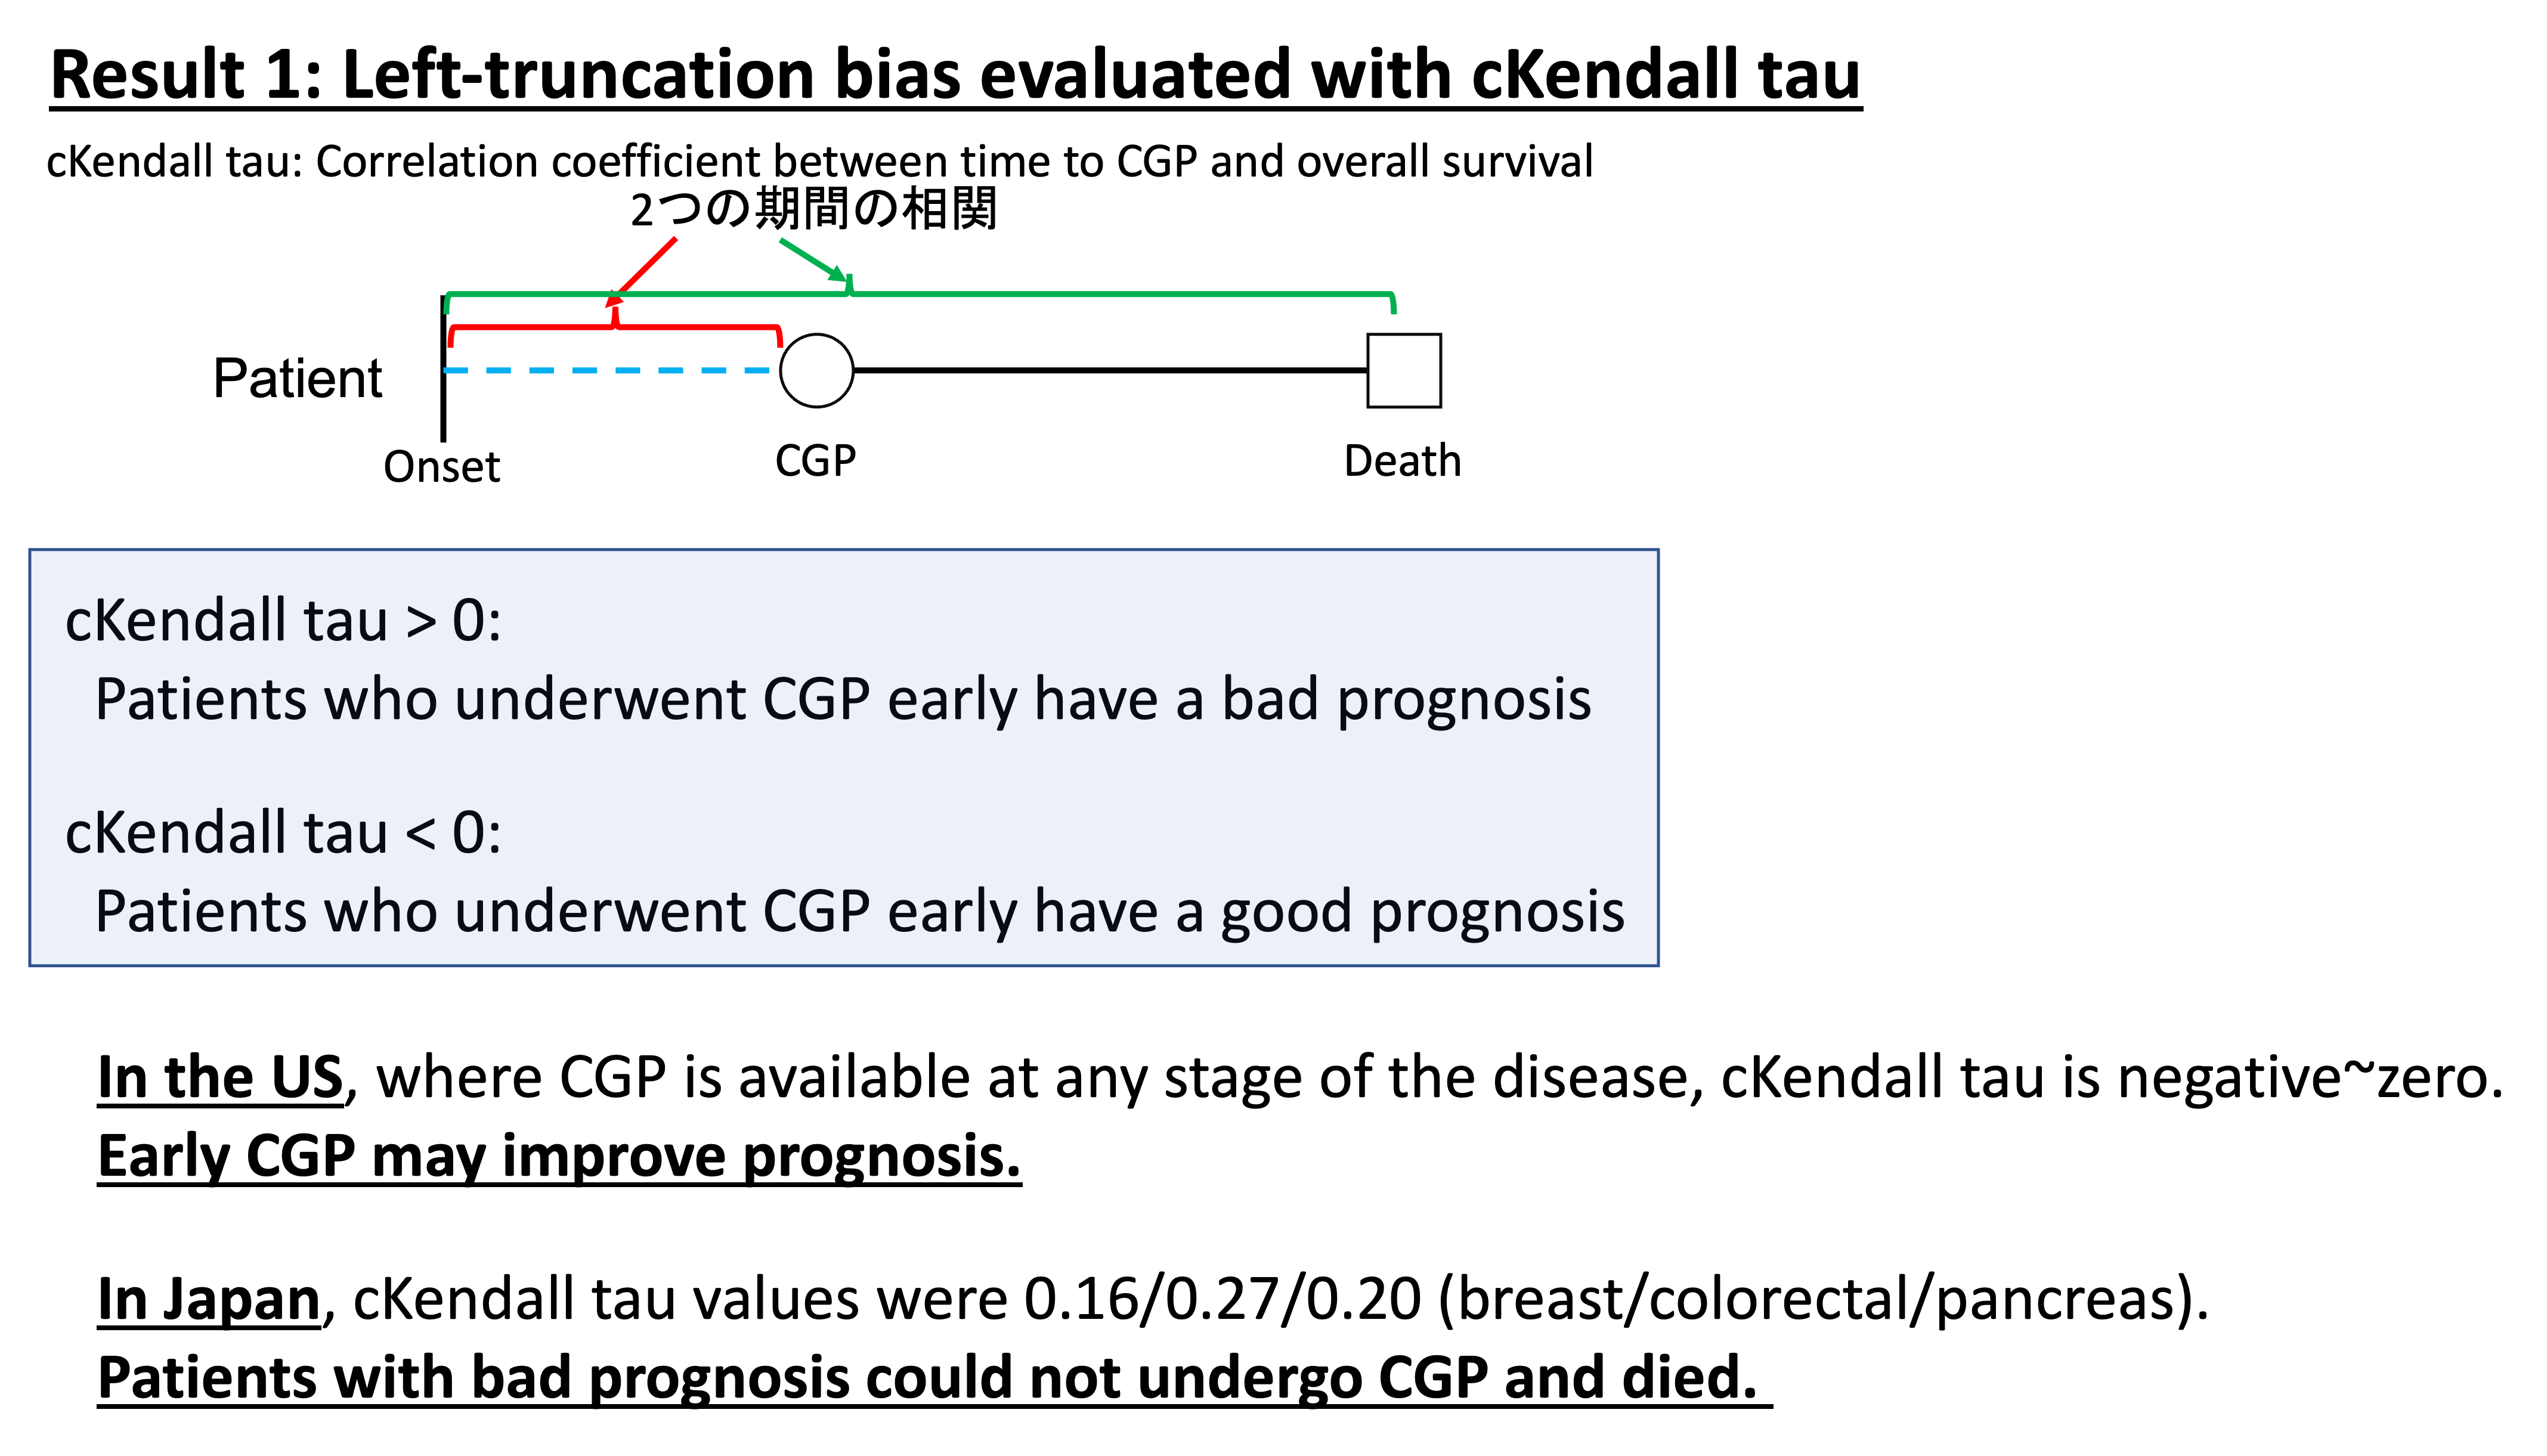 Result 1: Left-truncation bias evaluated with cKendall tau
cKendall tau: Correlation coefficient between time to CGP and overall survival
2つの期間の相関
Patient
Onset
CGP
Death
cKendall tau > 0:
Patients who underwent CGP early have a bad prognosis
cKendall tau < 0:
Patients who underwent CGP early have a good prognosis
In the US, where CGP is available at any stage of the disease, cKendall tau is negative~zero.
Early CGP may improve prognosis.
In Japan, cKendall tau values were 0.16/0.27/0.20 (breast/colorectal/pancreas).
Patients with bad prognosis could not undergo CGP and died.